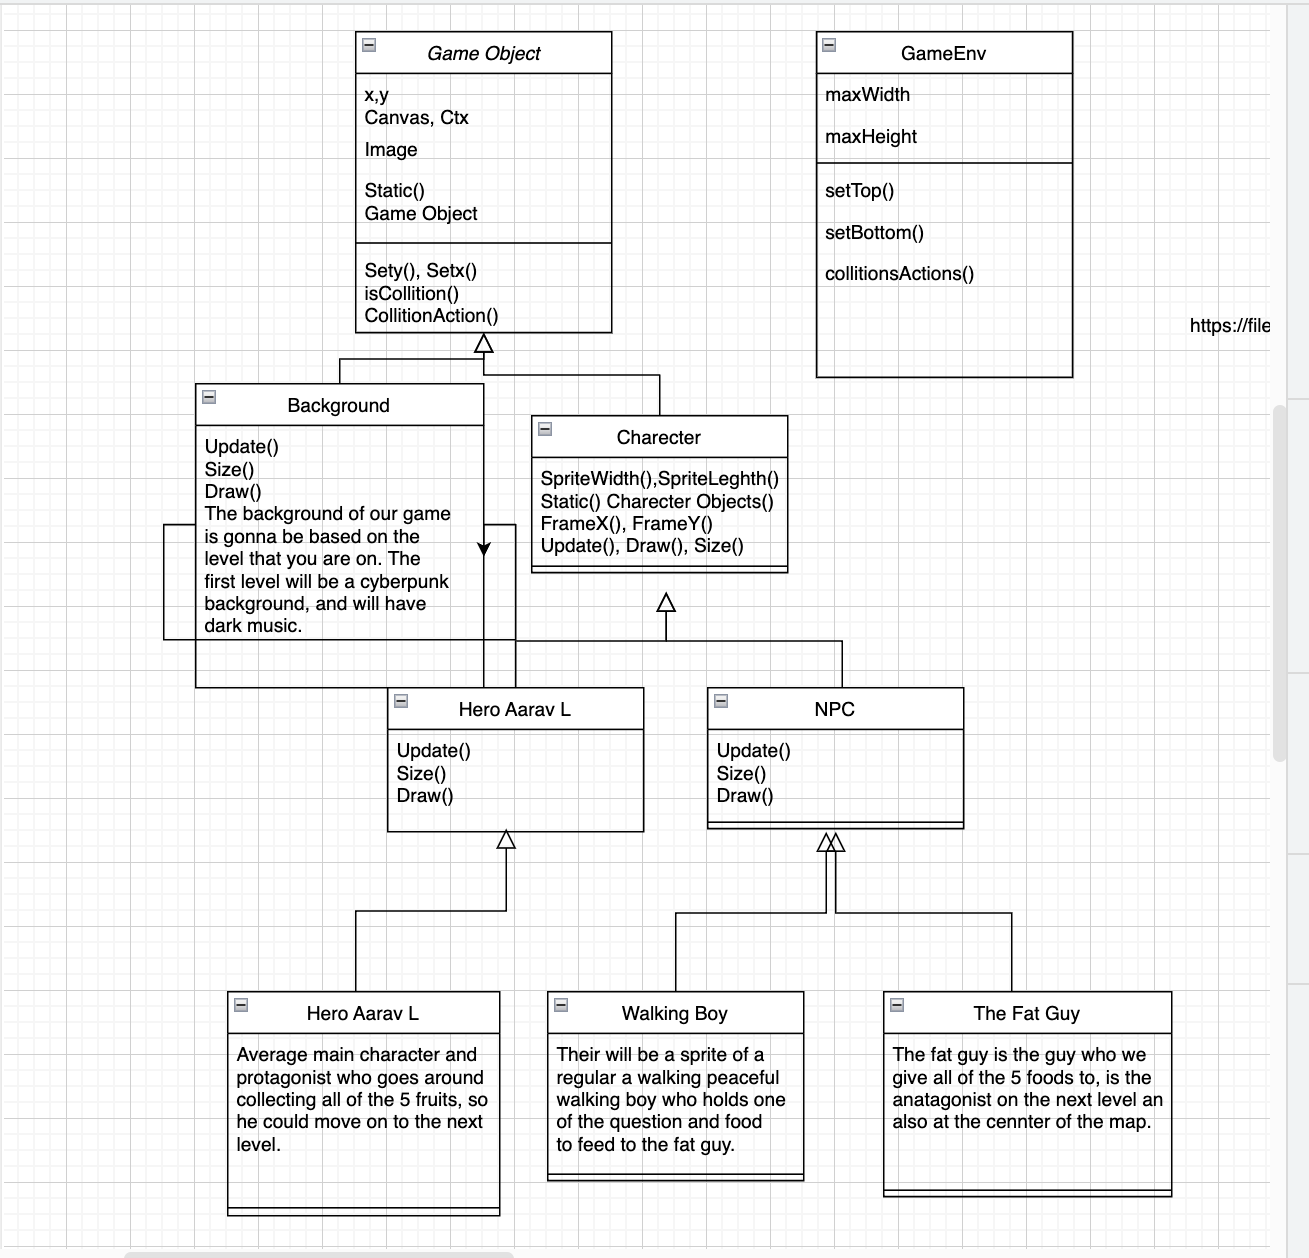 Game Object
x,y
Canvas, Ctx
Image
Static()
Game Object
Sety(), Setx()
isCollition()
CollitionAction()
GameEnv
maxWidth
maxHeight
setTop()
setBottom()
collitionsActions()
https://file
Background
Update()
Size()
Draw()
The background of our game
is gonna be based on the
level that you are on. The
first level will be a cyberpunk
background, and will have
dark music.
Charecter
SpriteWidth(),SpriteLeghth()
Static() Charecter Objects()
FrameX(), FrameY()
Update(), Draw(), Size()
Hero Aarav L
Update()
Size()
Draw()
NPC
Update()
Size()
Draw()
Hero Aarav L
Average main character and
protagonist who goes around
collecting all of the 5 fruits, so
he could move on to the next
level.
Walking Boy
Their will be a sprite of a
regular a walking peaceful
walking boy who holds one
of the question and food
to feed to the fat guy.
The Fat Guy
The fat guy is the guy who we
give all of the 5 foods to, is the
anatagonist on the next level an
also at the cennter of the map.